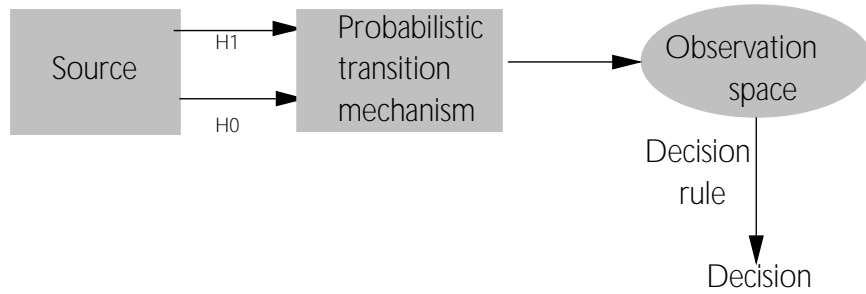 Source
H1
H0
Probabilistic
transition
mechanism
Observation
space
Decision
rule
Decision